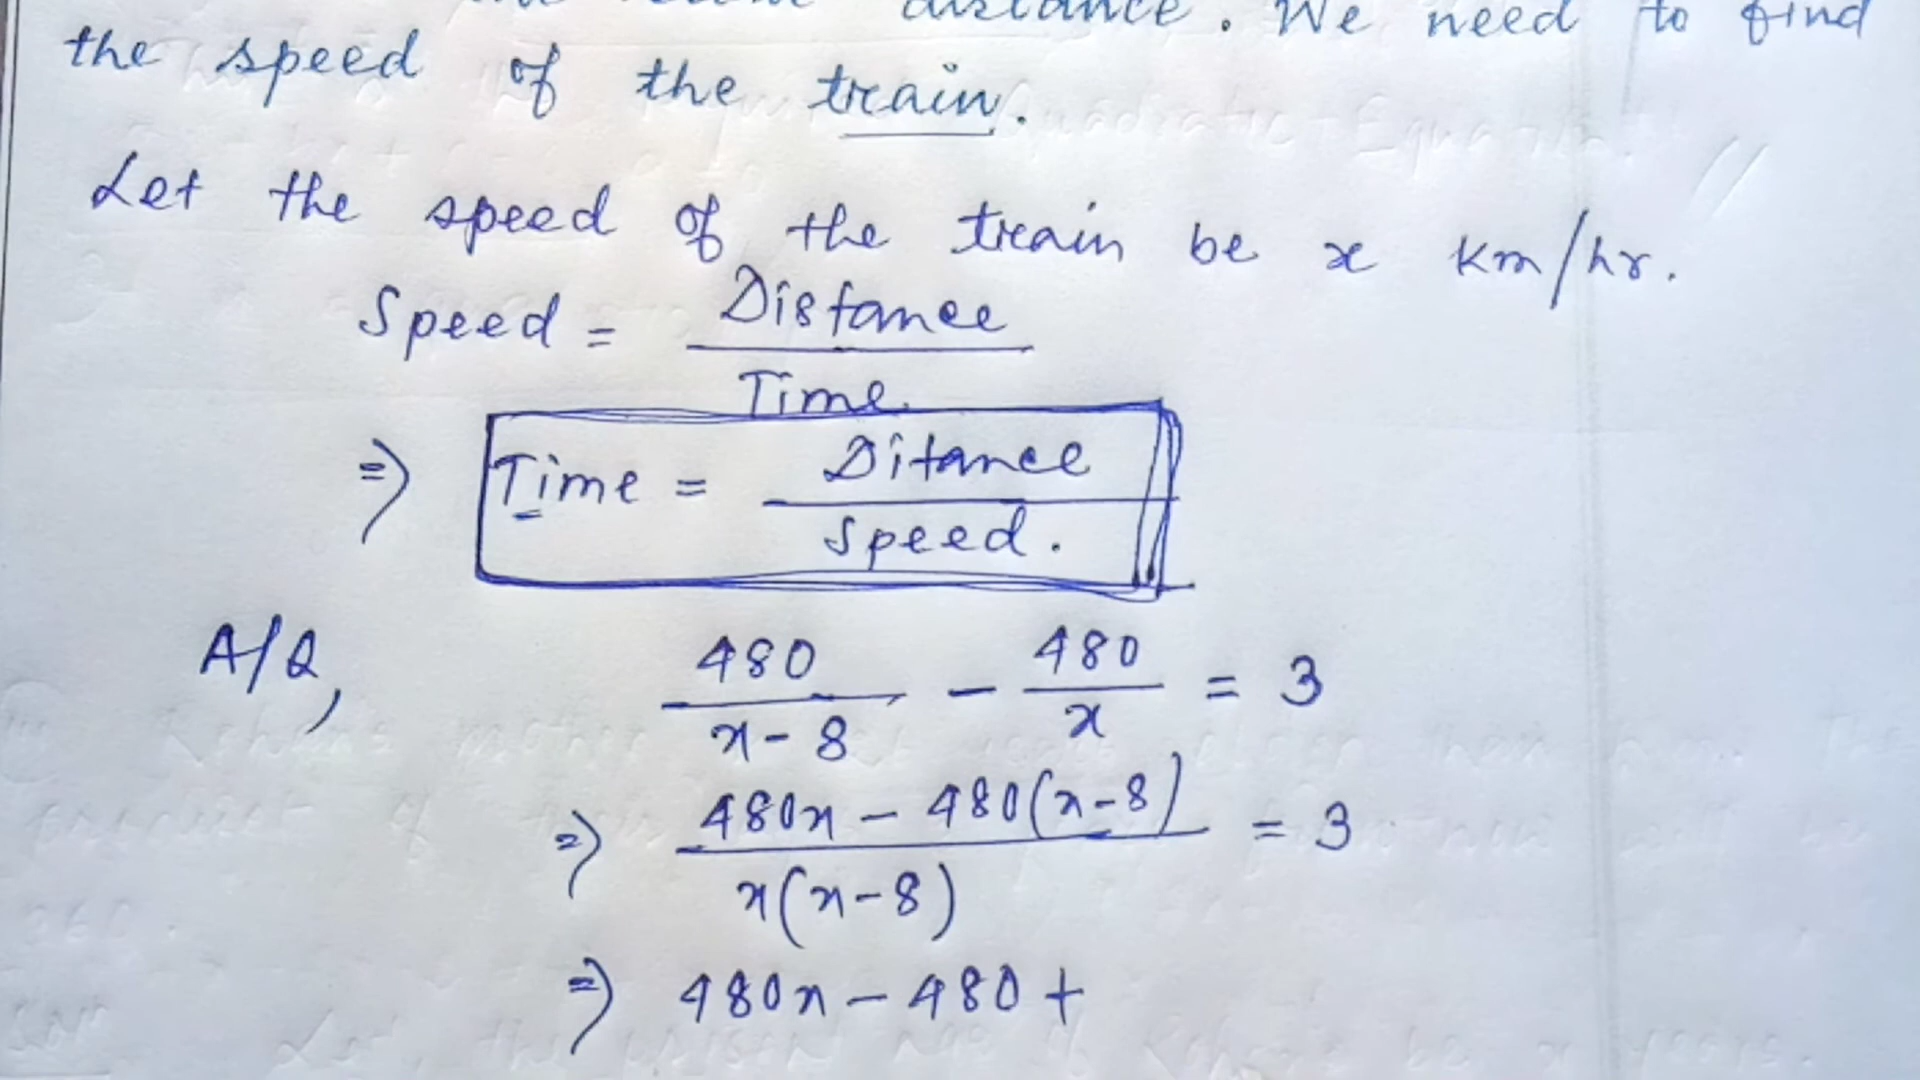 distance. We need to find
the speed of the train.
Let the speed of the train be x km/hr.
Speed = Distance / Time
⇒ Time = Ditance / Speed.
A/Q, 480/(x-8) - 480/x = 3
⇒ (480x - 480(x-8)) / (x(x-8)) = 3
⇒ 480x - 480 +